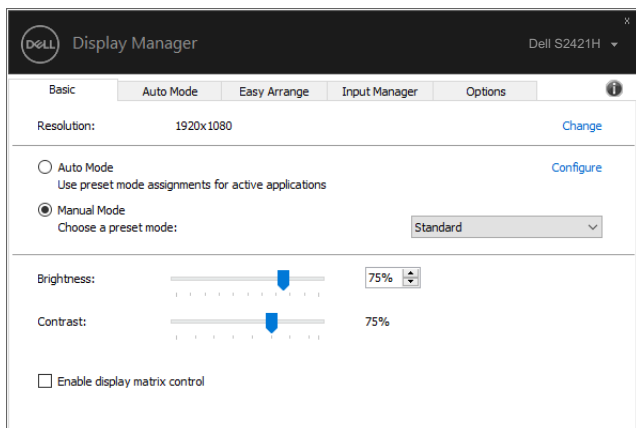 DELL Display Manager
x
Dell S2421H
Basic
Auto Mode
Easy Arrange
Input Manager
Options
i
Resolution: 1920x1080 Change
Auto Mode Configure
Use preset mode assignments for active applications
Manual Mode
Choose a preset mode: Standard
Brightness: 75%
Contrast: 75%
Enable display matrix control